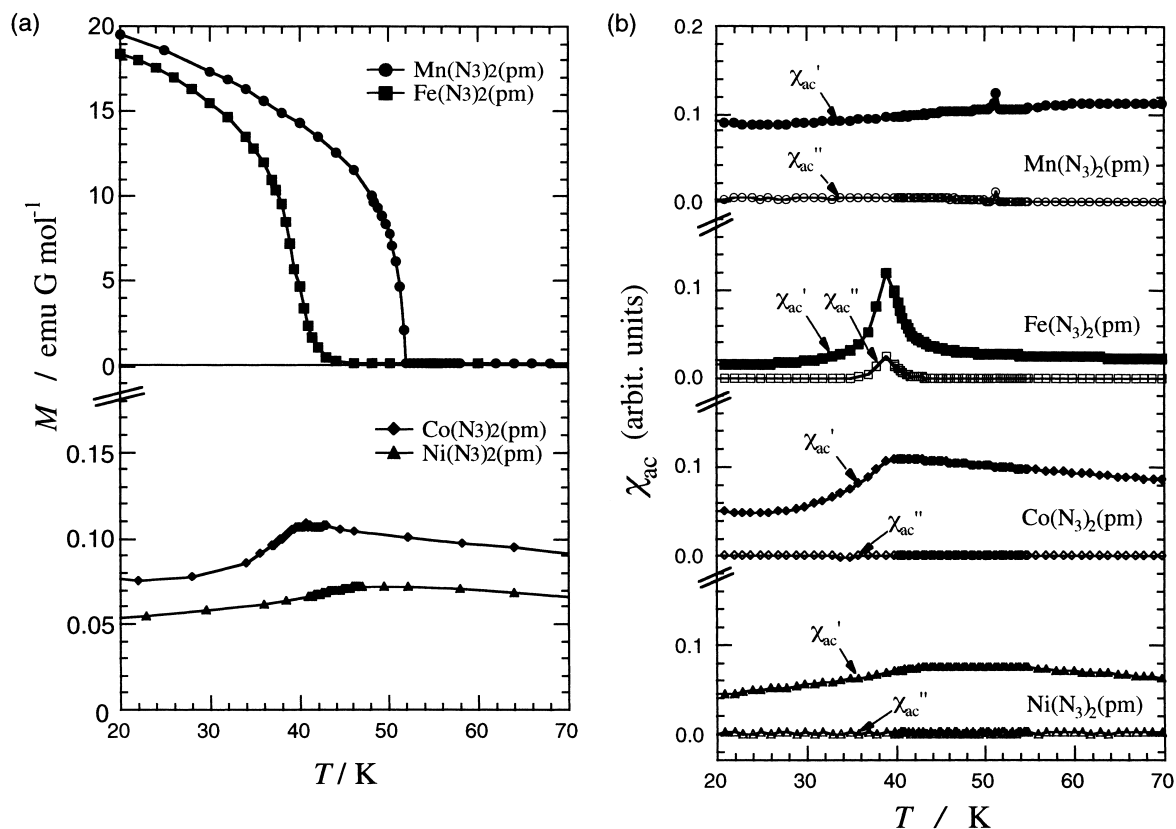 (a)
20
15
10
5
0
0.15
0.10
0.05
0
M / emu G mol⁻¹
Mn(N3)2(pm)
Fe(N3)2(pm)
Co(N3)2(pm)
Ni(N3)2(pm)
20 30 40 50 60 70
T / K
(b)
0.2
0.1
0.0
0.1
0.0
0.1
0.0
0.1
0.0
χac (arbit. units)
χac'
χac''
Mn(N₃)₂(pm)
χac' χac''
Fe(N₃)₂(pm)
χac'
χac''
Co(N₃)₂(pm)
χac'
χac''
Ni(N₃)₂(pm)
20 30 40 50 60 70
T / K